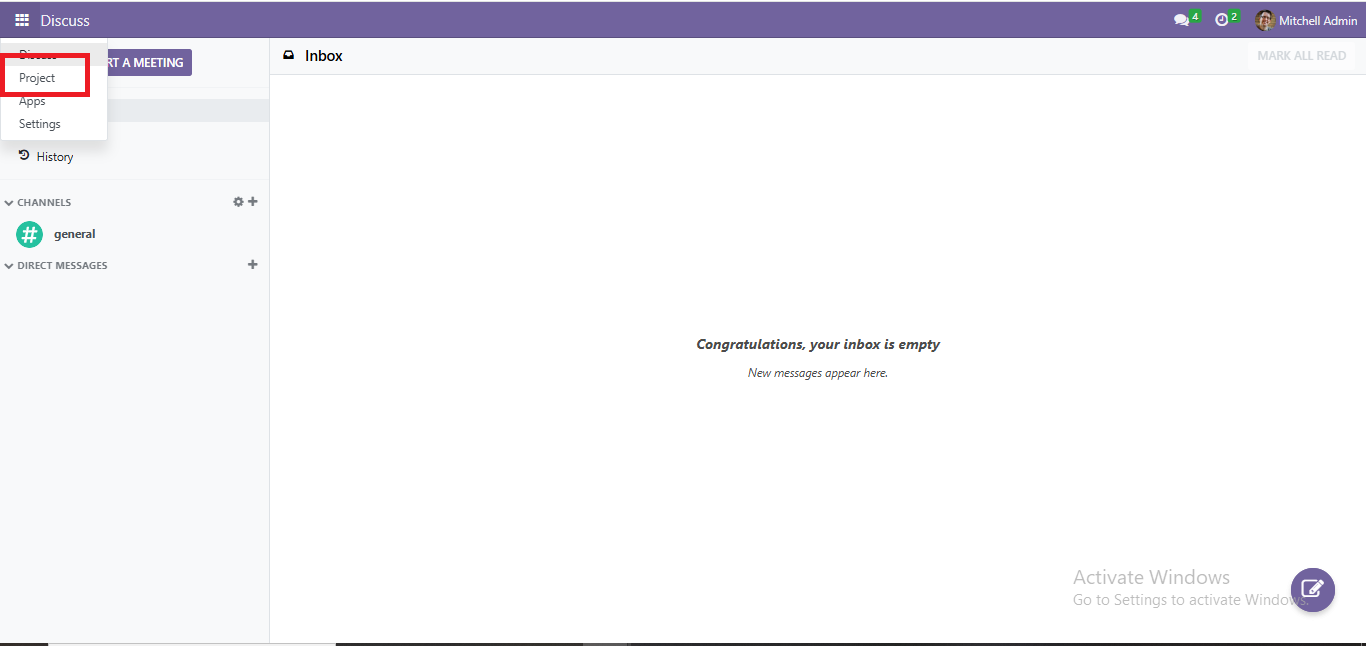 Discuss
4
2
Mitchell Admin
Discuss
RT A MEETING
Inbox
MARK ALL READ
Project
Apps
Settings
History
CHANNELS
general
DIRECT MESSAGES
Congratulations, your inbox is empty
New messages appear here.
Activate Windows
Go to Settings to activate Windows.